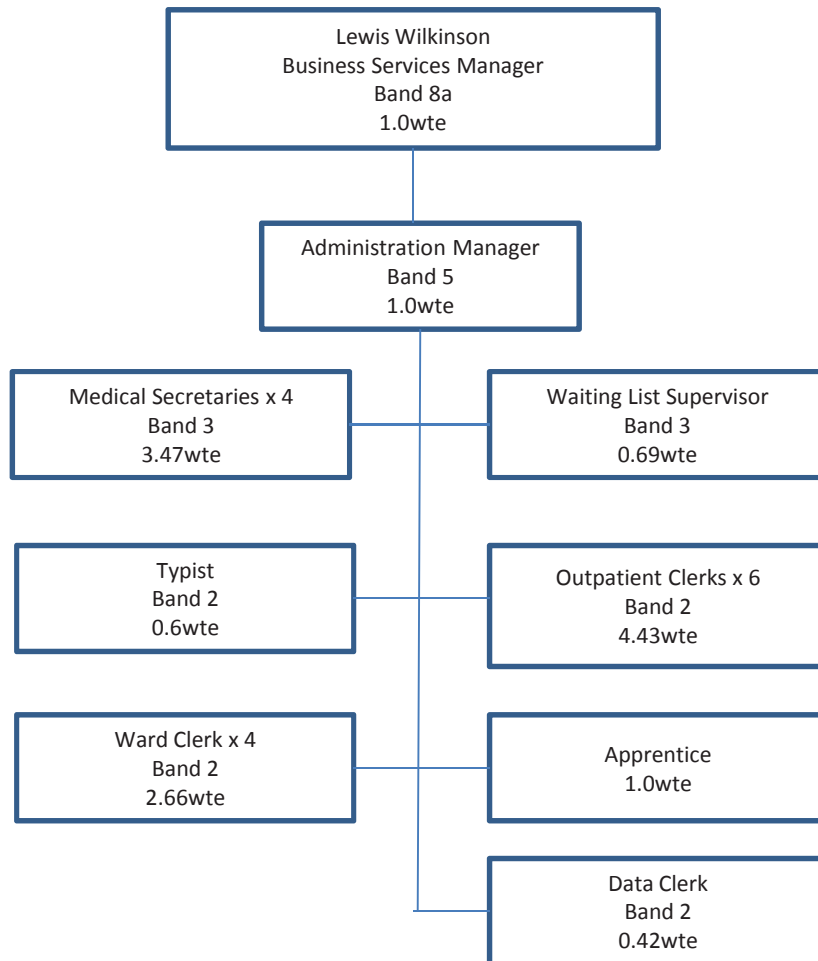 Lewis Wilkinson
Business Services Manager
Band 8a
1.0wte
Administration Manager
Band 5
1.0wte
Medical Secretaries x 4
Band 3
3.47wte
Waiting List Supervisor
Band 3
0.69wte
Typist
Band 2
0.6wte
Outpatient Clerks x 6
Band 2
4.43wte
Ward Clerk x 4
Band 2
2.66wte
Apprentice
1.0wte
Data Clerk
Band 2
0.42wte